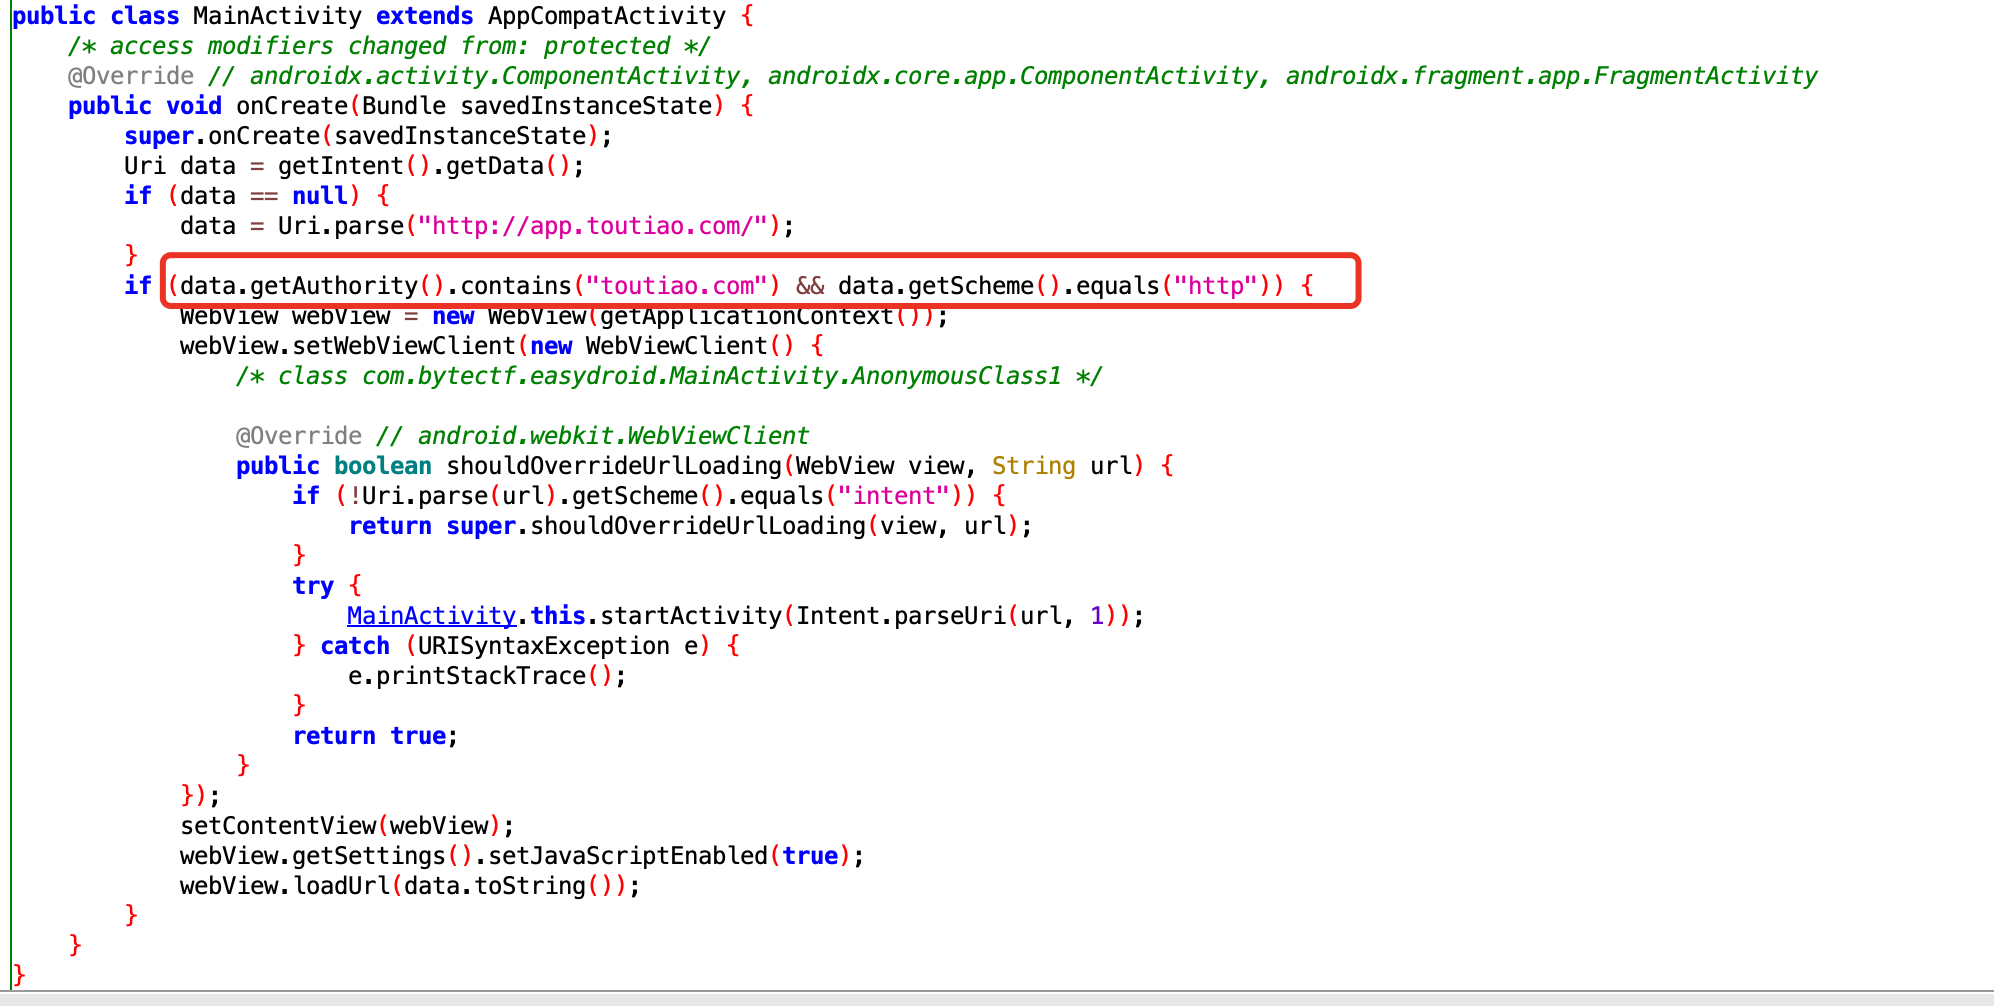 public class MainActivity extends AppCompatActivity {
/* access modifiers changed from: protected */
@Override // androidx.activity.ComponentActivity, androidx.core.app.ComponentActivity, androidx.fragment.app.FragmentActivity
public void onCreate(Bundle savedInstanceState) {
super.onCreate(savedInstanceState);
Uri data = getIntent().getData();
if (data == null) {
data = Uri.parse("http://app.toutiao.com/");
}
if (data.getAuthority().contains("toutiao.com") && data.getScheme().equals("http")) {
WebView webView = new WebView(getApplicationContext());
webView.setWebViewClient(new WebViewClient() {
/* class com.bytectf.easydroid.MainActivity.AnonymousClass1 */
@Override // android.webkit.WebViewClient
public boolean shouldOverrideUrlLoading(WebView view, String url) {
if (!Uri.parse(url).getScheme().equals("intent")) {
return super.shouldOverrideUrlLoading(view, url);
}
try {
MainActivity.this.startActivity(Intent.parseUri(url, 1));
} catch (URISyntaxException e) {
e.printStackTrace();
}
return true;
}
});
setContentView(webView);
webView.getSettings().setJavaScriptEnabled(true);
webView.loadUrl(data.toString());
}
}
}